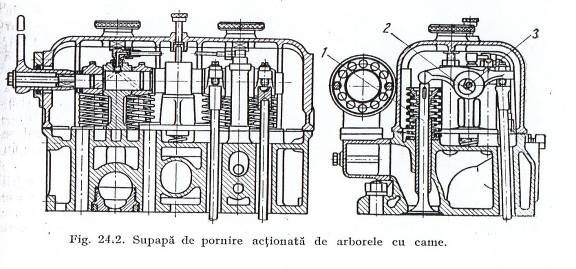 1
2
3
Fig. 24.2. Supapă de pornire acționată de arborele cu came.